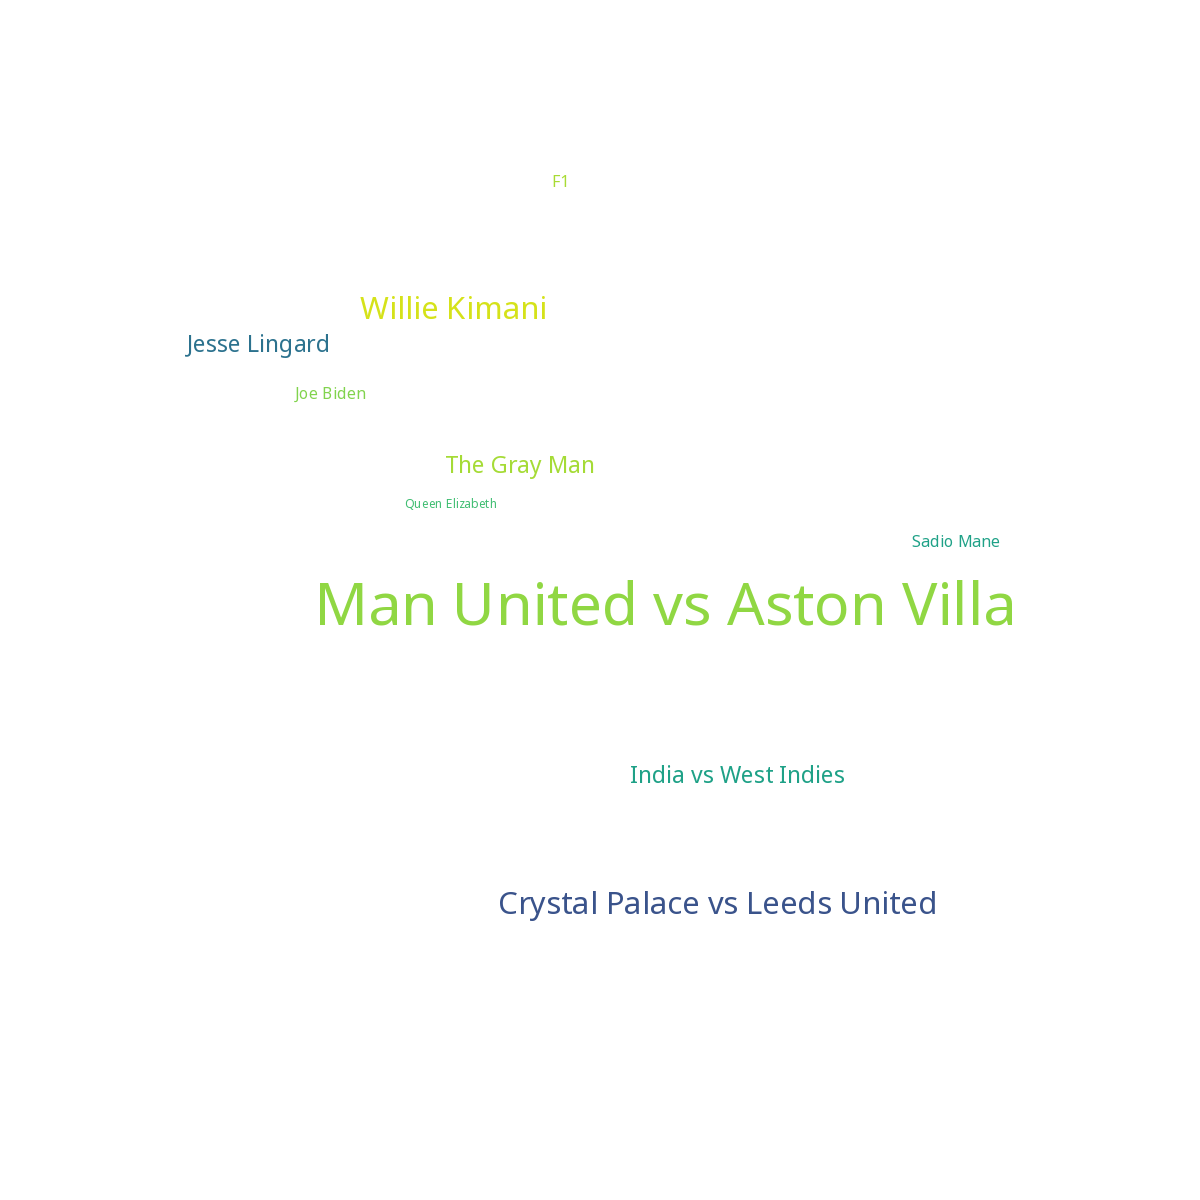 F1
Willie Kimani
Jesse Lingard
Joe Biden
The Gray Man
Queen Elizabeth
Sadio Mane
Man United vs Aston Villa
India vs West Indies
Crystal Palace vs Leeds United